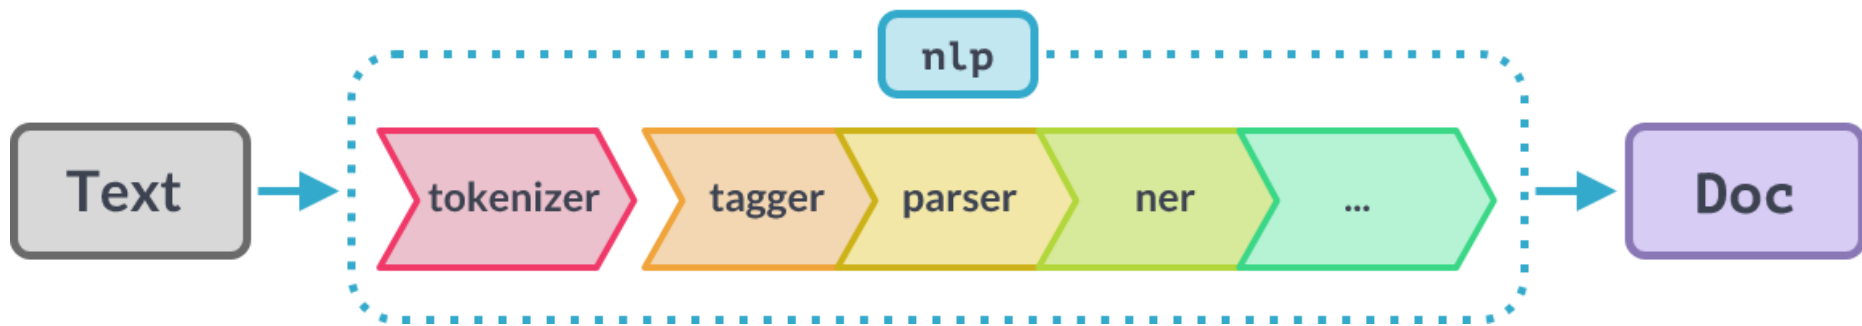 nlp
Text
tokenizer
tagger
parser
ner
...
Doc